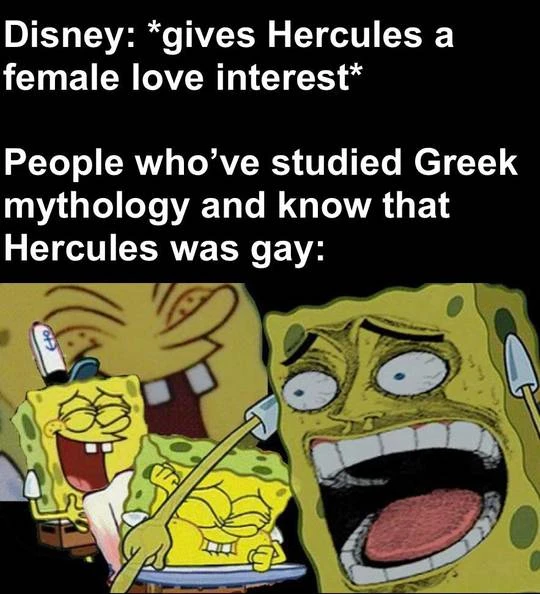 Disney: *gives Hercules a
female love interest*
People who’ve studied Greek
mythology and know that
Hercules was gay: